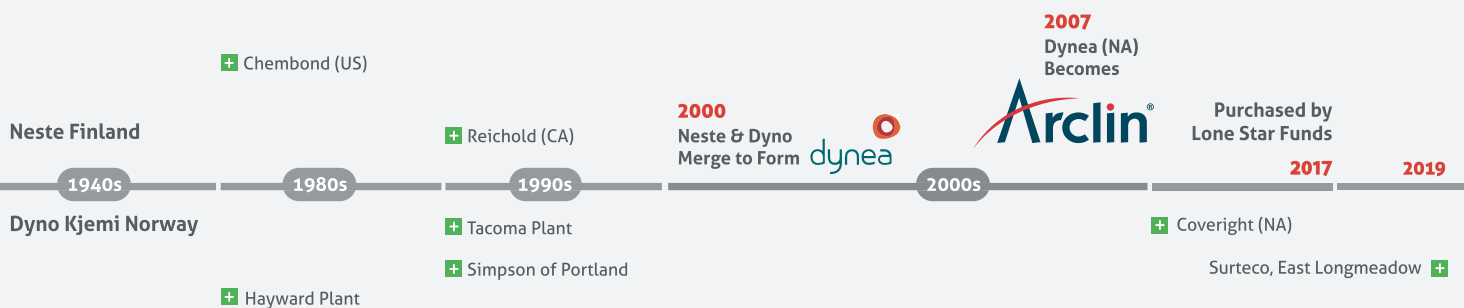 Neste Finland
1940s
Dyno Kjemi Norway
+ Chembond (US)
1980s
+ Hayward Plant
+ Reichold (CA)
1990s
+ Tacoma Plant
+ Simpson of Portland
2000
Neste & Dyno
Merge to Form
dynea
2000s
2007
Dynea (NA)
Becomes
Arclin®
Purchased by
Lone Star Funds
2017
+ Coveright (NA)
2019
Surteco, East Longmeadow +